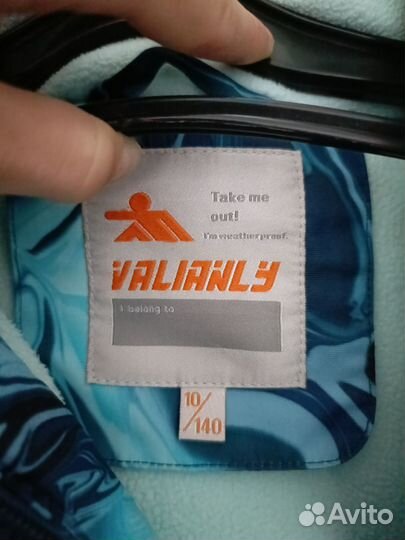 Take me
out!
I'm weatherproof.
VALIANLY
I belong to
10/140
Avito